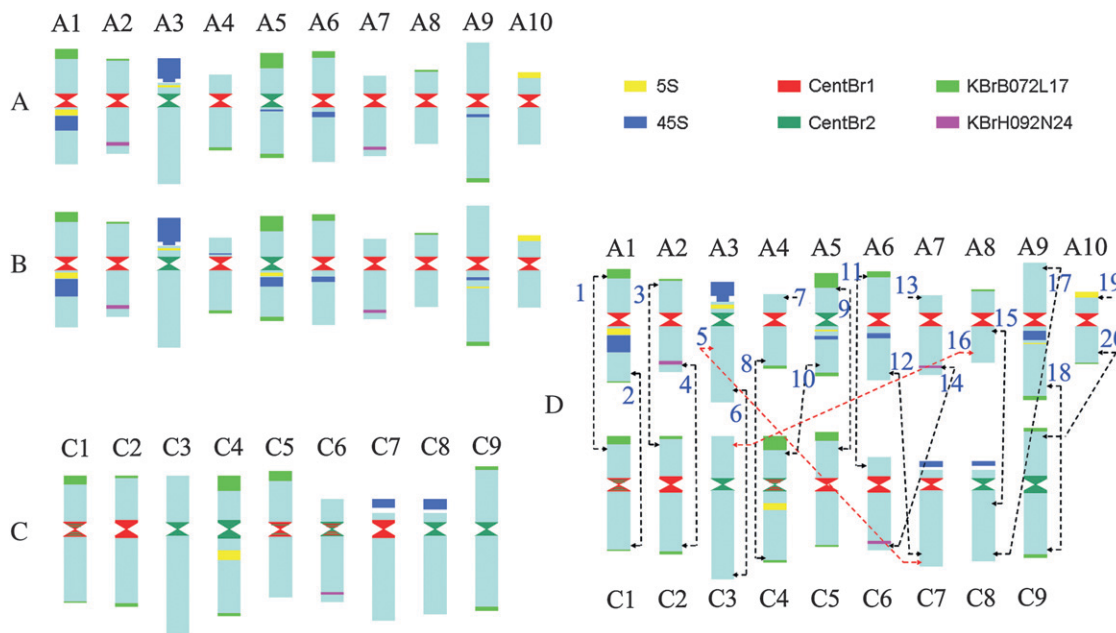 A1 A2 A3 A4 A5 A6 A7 A8 A9 A10
A
5S CentBr1 KBrB072L17
45S CentBr2 KBrH092N24
B
A1 A2 A3 A4 A5 A6 A7 A8 A9 A10
1 3 7 11 13 17 19
5 9 15
16 20
8 10 12 14 18
2 4 6
D
C1 C2 C3 C4 C5 C6 C7 C8 C9
C
C1 C2 C3 C4 C5 C6 C7 C8 C9